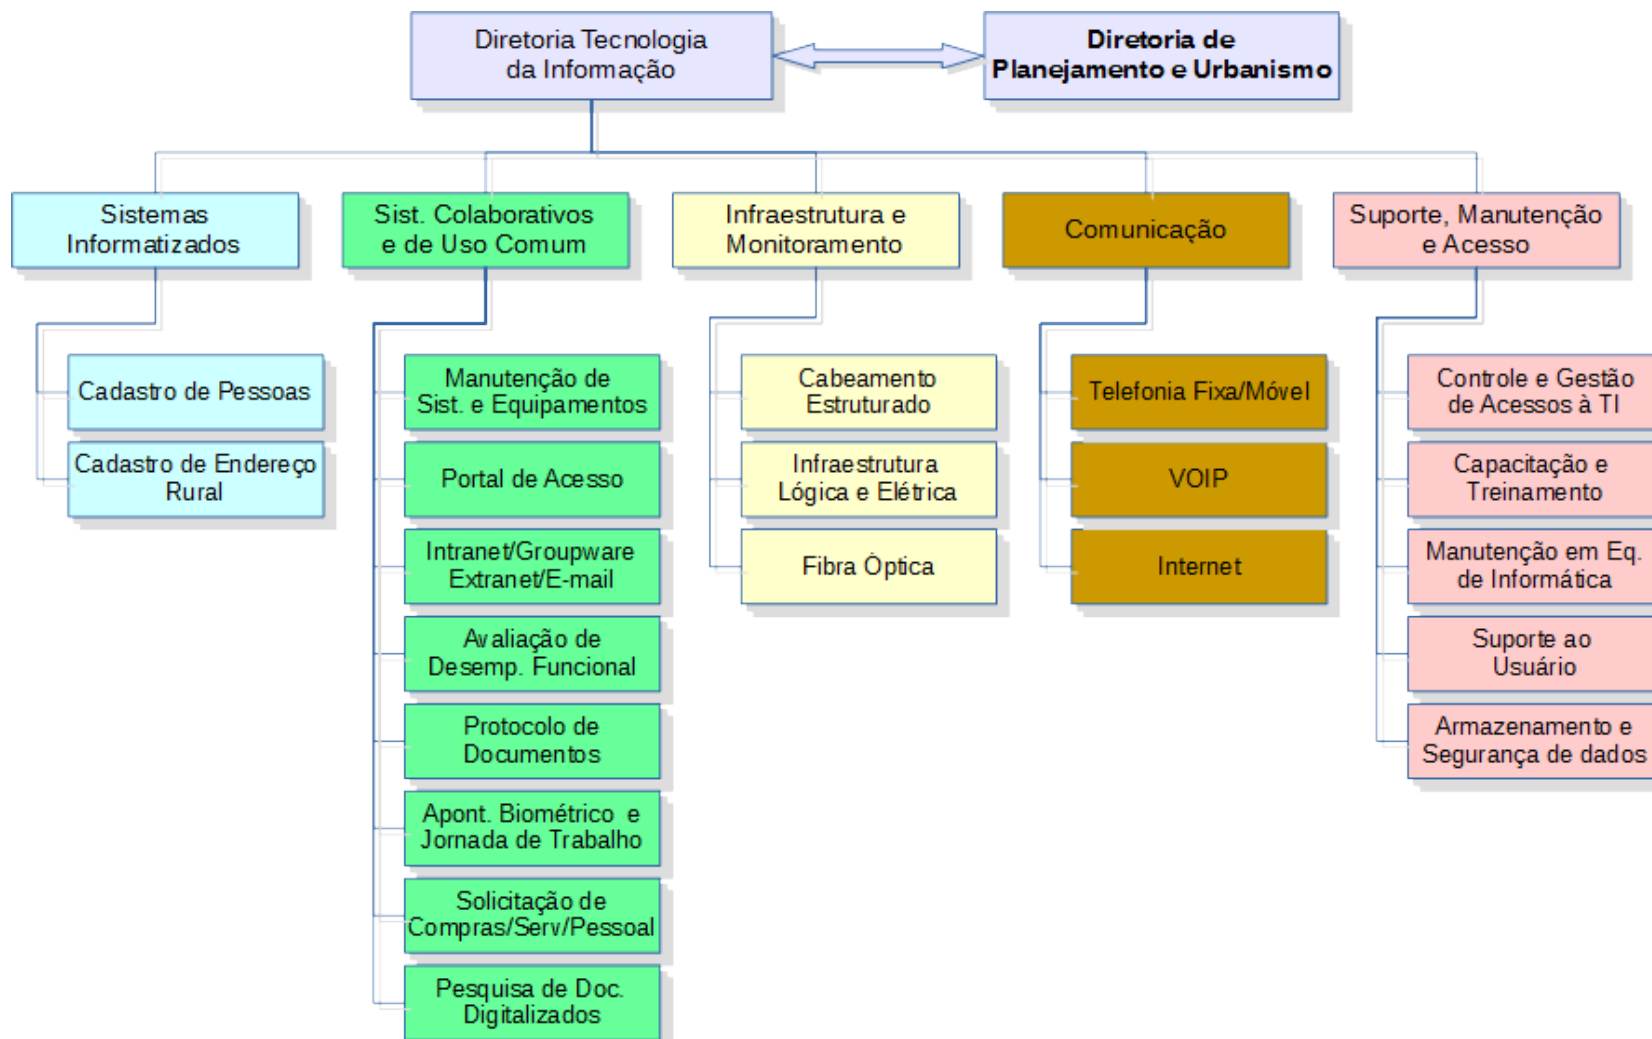 Diretoria Tecnologia
da Informação
Diretoria de
Planejamento e Urbanismo
Sistemas
Informatizados
Sist. Colaborativos
e de Uso Comum
Infraestrutura e
Monitoramento
Comunicação
Suporte, Manutenção
e Acesso
Cadastro de Pessoas
Cadastro de Endereço
Rural
Manutenção de
Sist. e Equipamentos
Portal de Acesso
Intranet/Groupware
Extranet/E-mail
Avaliação de
Desemp. Funcional
Protocolo de
Documentos
Apont. Biométrico e
Jornada de Trabalho
Solicitação de
Compras/Serv/Pessoal
Pesquisa de Doc.
Digitalizados
Cabeamento
Estruturado
Infraestrutura
Lógica e Elétrica
Fibra Óptica
Telefonia Fixa/Móvel
VOIP
Internet
Controle e Gestão
de Acessos à TI
Capacitação e
Treinamento
Manutenção em Eq.
de Informática
Suporte ao
Usuário
Armazenamento e
Segurança de dados